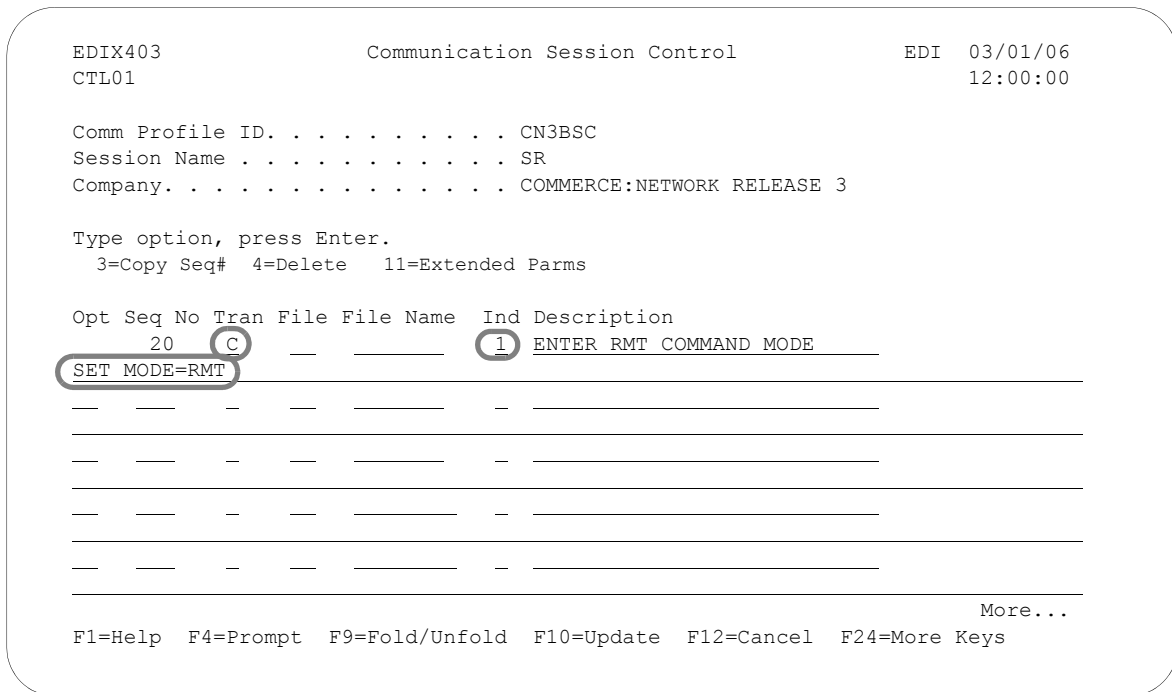 EDIX403 Communication Session Control EDI 03/01/06
CTL01 12:00:00
Comm Profile ID. . . . . . . . . . CN3BSC
Session Name . . . . . . . . . . . SR
Company. . . . . . . . . . . . . . COMMERCE:NETWORK RELEASE 3
Type option, press Enter.
3=Copy Seq# 4=Delete 11=Extended Parms
Opt Seq No Tran File File Name Ind Description
20 C 1 ENTER RMT COMMAND MODE
SET MODE=RMT
More...
F1=Help F4=Prompt F9=Fold/Unfold F10=Update F12=Cancel F24=More Keys